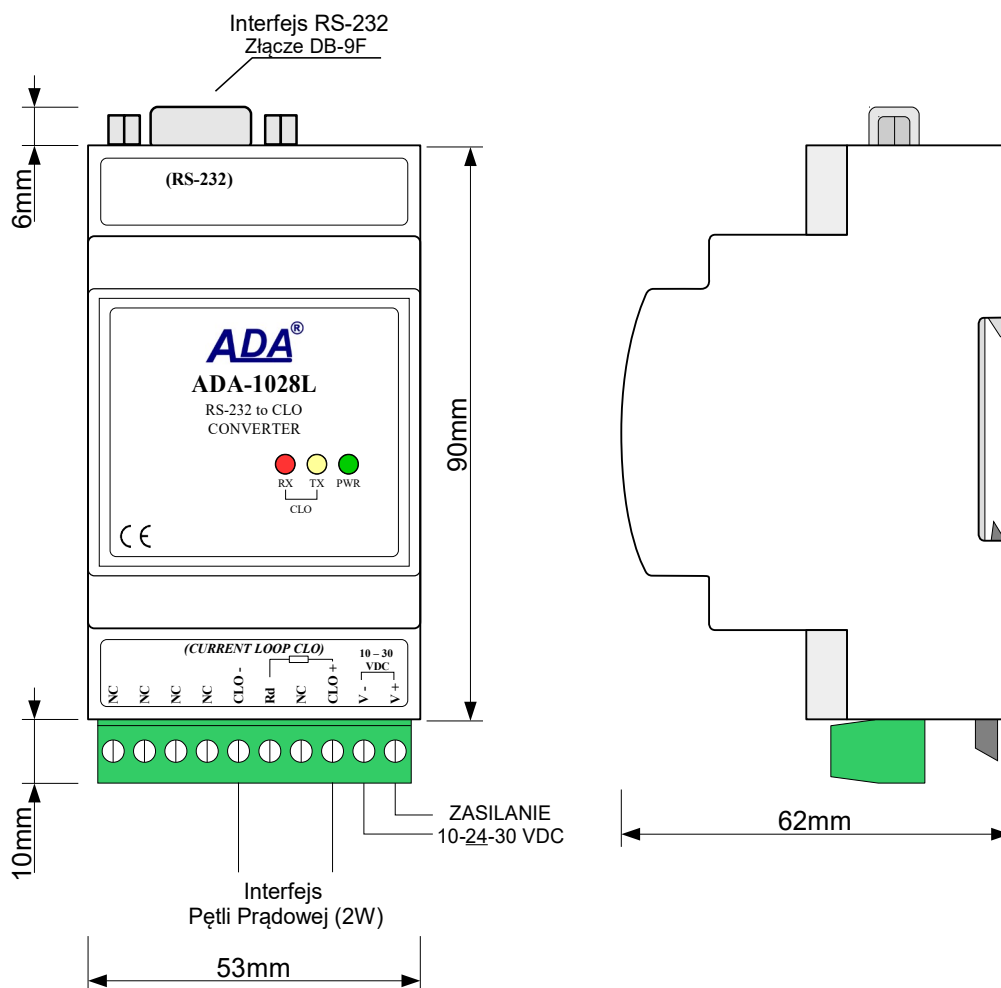 Interfejs RS-232
Złącze DB-9F
6mm
(RS-232)
ADA®
ADA-1028L
RS-232 to CLO
CONVERTER
RX TX PWR
CLO
CE
90mm
(CURRENT LOOP CLO)
10 – 30
VDC
NC
NC
NC
NC
CLO -
Rd
NC
CLO +
V -
V +
10mm
ZASILANIE
10-24-30 VDC
Interfejs
Pętli Prądowej (2W)
53mm
62mm